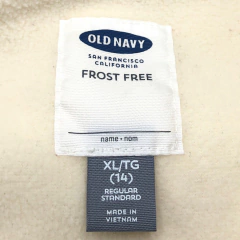 OLD NAVY
SAN FRANCISCO
CALIFORNIA
FROST FREE
name • nom
XL/TG
(14)
REGULAR
STANDARD
MADE IN
VIETNAM